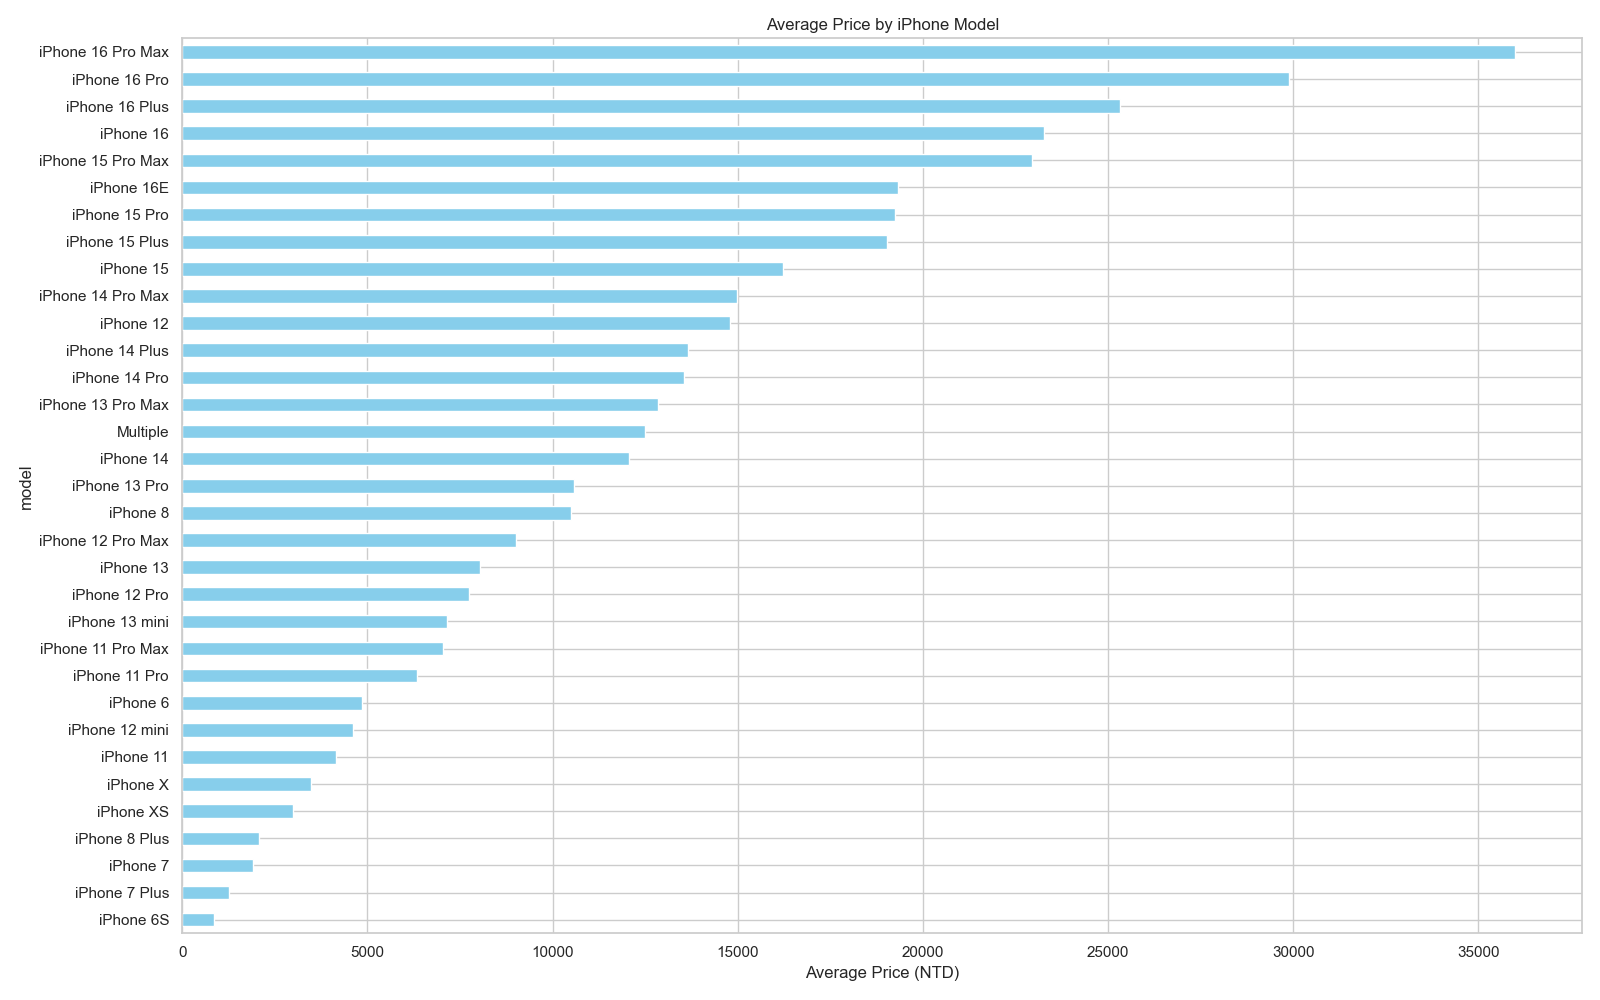 Average Price by iPhone Model
iPhone 16 Pro Max
iPhone 16 Pro
iPhone 16 Plus
iPhone 16
iPhone 15 Pro Max
iPhone 16E
iPhone 15 Pro
iPhone 15 Plus
iPhone 15
iPhone 14 Pro Max
iPhone 12
iPhone 14 Plus
iPhone 14 Pro
iPhone 13 Pro Max
Multiple
iPhone 14
iPhone 13 Pro
iPhone 8
iPhone 12 Pro Max
iPhone 13
iPhone 12 Pro
iPhone 13 mini
iPhone 11 Pro Max
iPhone 11 Pro
iPhone 6
iPhone 12 mini
iPhone 11
iPhone X
iPhone XS
iPhone 8 Plus
iPhone 7
iPhone 7 Plus
iPhone 6S
model
0 5000 10000 15000 20000 25000 30000 35000
Average Price (NTD)